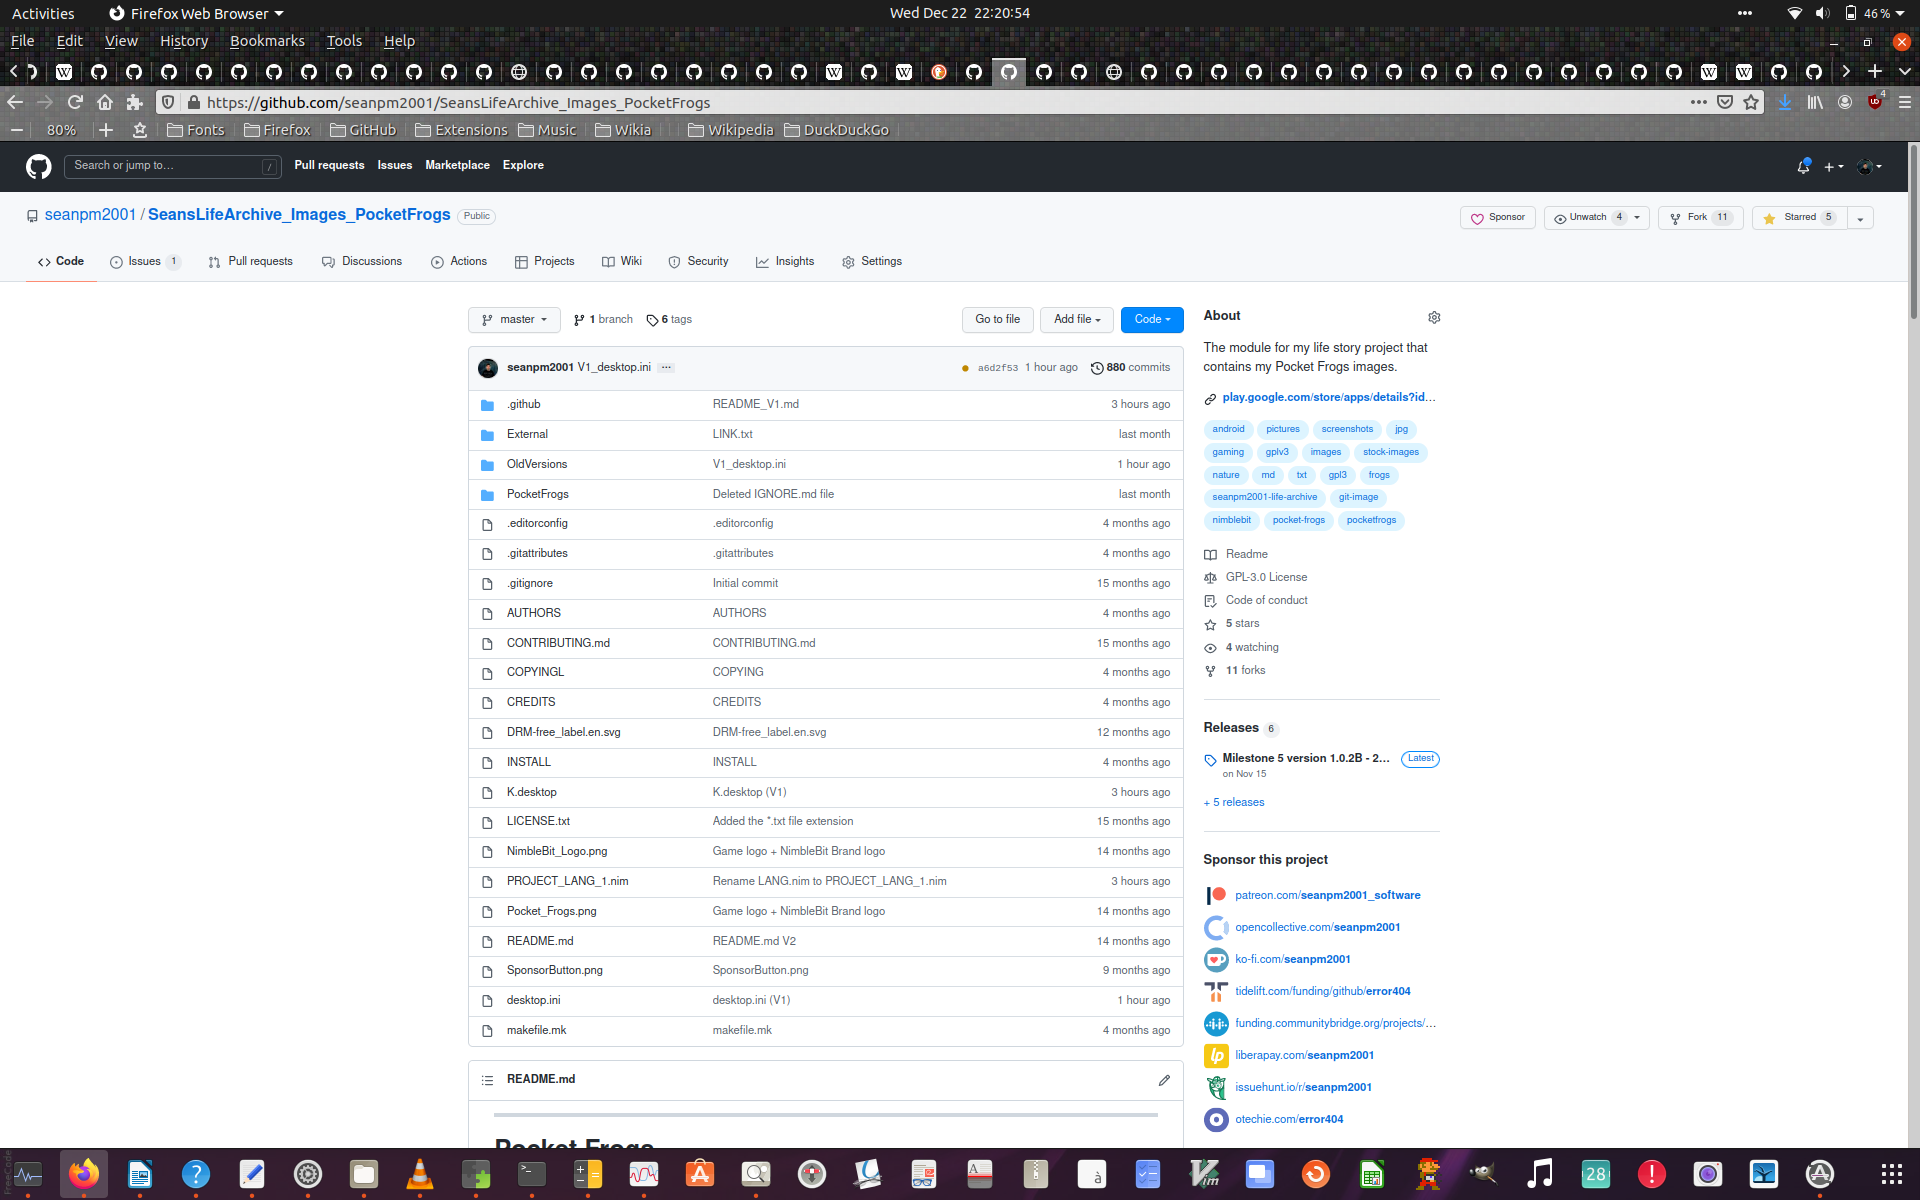 Activities Firefox Web Browser Wed Dec 22 22:20:54 46 %
File Edit View History Bookmarks Tools Help
https://github.com/seanpm2001/SeansLifeArchive_Images_PocketFrogs 4
80% Fonts Firefox GitHub Extensions Music Wikia Wikipedia DuckDuckGo
Search or jump to… / Pull requests Issues Marketplace Explore
seanpm2001 / SeansLifeArchive_Images_PocketFrogs Public Sponsor Unwatch 4 Fork 11 Starred 5
Code Issues 1 Pull requests Discussions Actions Projects Wiki Security Insights Settings
master 1 branch 6 tags Go to file Add file Code
seanpm2001 V1_desktop.ini ... a6d2f53 1 hour ago 880 commits
.github README_V1.md 3 hours ago
External LINK.txt last month
OldVersions V1_desktop.ini 1 hour ago
PocketFrogs Deleted IGNORE.md file last month
.editorconfig .editorconfig 4 months ago
.gitattributes .gitattributes 4 months ago
.gitignore Initial commit 15 months ago
AUTHORS AUTHORS 4 months ago
CONTRIBUTING.md CONTRIBUTING.md 15 months ago
COPYINGL COPYING 4 months ago
CREDITS CREDITS 4 months ago
DRM-free_label.en.svg DRM-free_label.en.svg 12 months ago
INSTALL INSTALL 4 months ago
K.desktop K.desktop (V1) 3 hours ago
LICENSE.txt Added the *.txt file extension 15 months ago
NimbleBit_Logo.png Game logo + NimbleBit Brand logo 14 months ago
PROJECT_LANG_1.nim Rename LANG.nim to PROJECT_LANG_1.nim 3 hours ago
Pocket_Frogs.png Game logo + NimbleBit Brand logo 14 months ago
README.md README.md V2 14 months ago
SponsorButton.png SponsorButton.png 9 months ago
desktop.ini desktop.ini (V1) 1 hour ago
makefile.mk makefile.mk 4 months ago
README.md
Pocket Frogs
About
The module for my life story project that
contains my Pocket Frogs images.
play.google.com/store/apps/details?id...
android pictures screenshots jpg
gaming gplv3 images stock-images
nature md txt gpl3 frogs
seanpm2001-life-archive git-image
nimblebit pocket-frogs pocketfrogs
Readme
GPL-3.0 License
Code of conduct
5 stars
4 watching
11 forks
Releases 6
Milestone 5 version 1.0.2B - 2... Latest
on Nov 15
+ 5 releases
Sponsor this project
patreon.com/seanpm2001_software
opencollective.com/seanpm2001
ko-fi.com/seanpm2001
tidelift.com/funding/github/error404
funding.communitybridge.org/projects/...
liberapay.com/seanpm2001
issuehunt.io/r/seanpm2001
otechie.com/error404
28